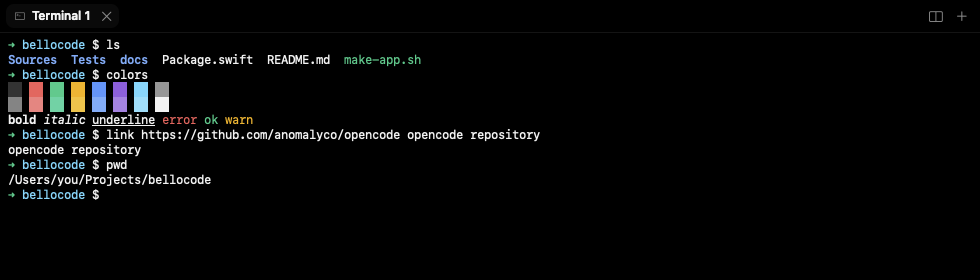 Terminal 1
➜ bellocode $ ls
Sources Tests docs Package.swift README.md make-app.sh
➜ bellocode $ colors
bold italic underline error ok warn
➜ bellocode $ link https://github.com/anomalyco/opencode opencode repository
opencode repository
➜ bellocode $ pwd
/Users/you/Projects/bellocode
➜ bellocode $